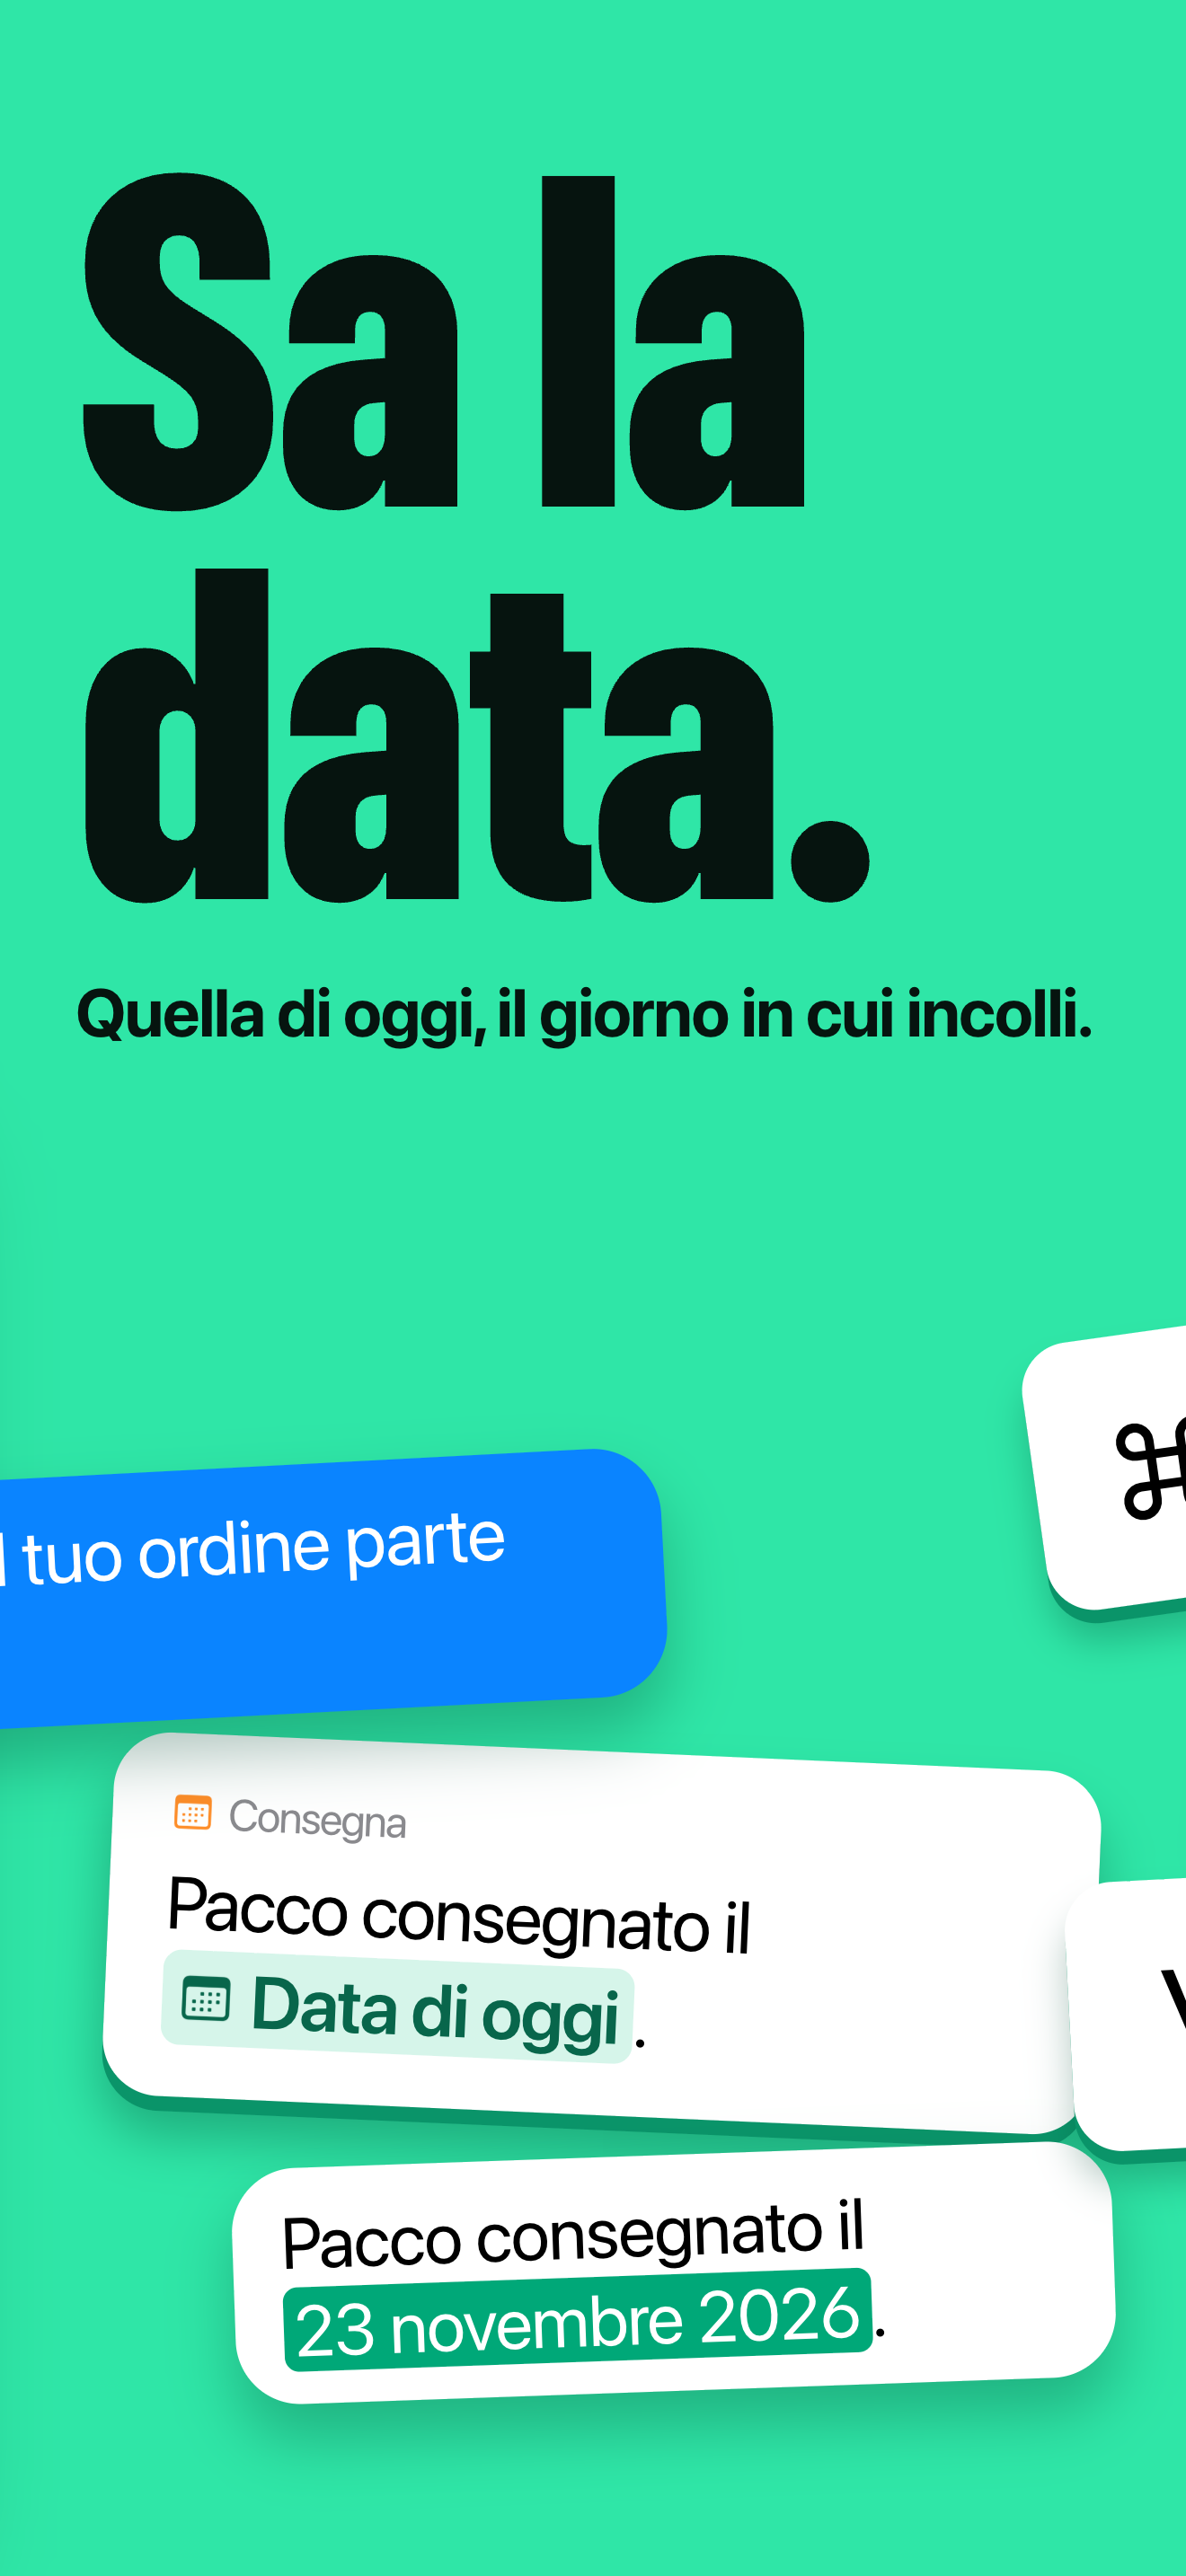 Sa la
data.
Quella di oggi, il giorno in cui incolli.
⌘
tuo ordine parte
Consegna
Pacco consegnato il
Data di oggi.
Pacco consegnato il
23 novembre 2026.